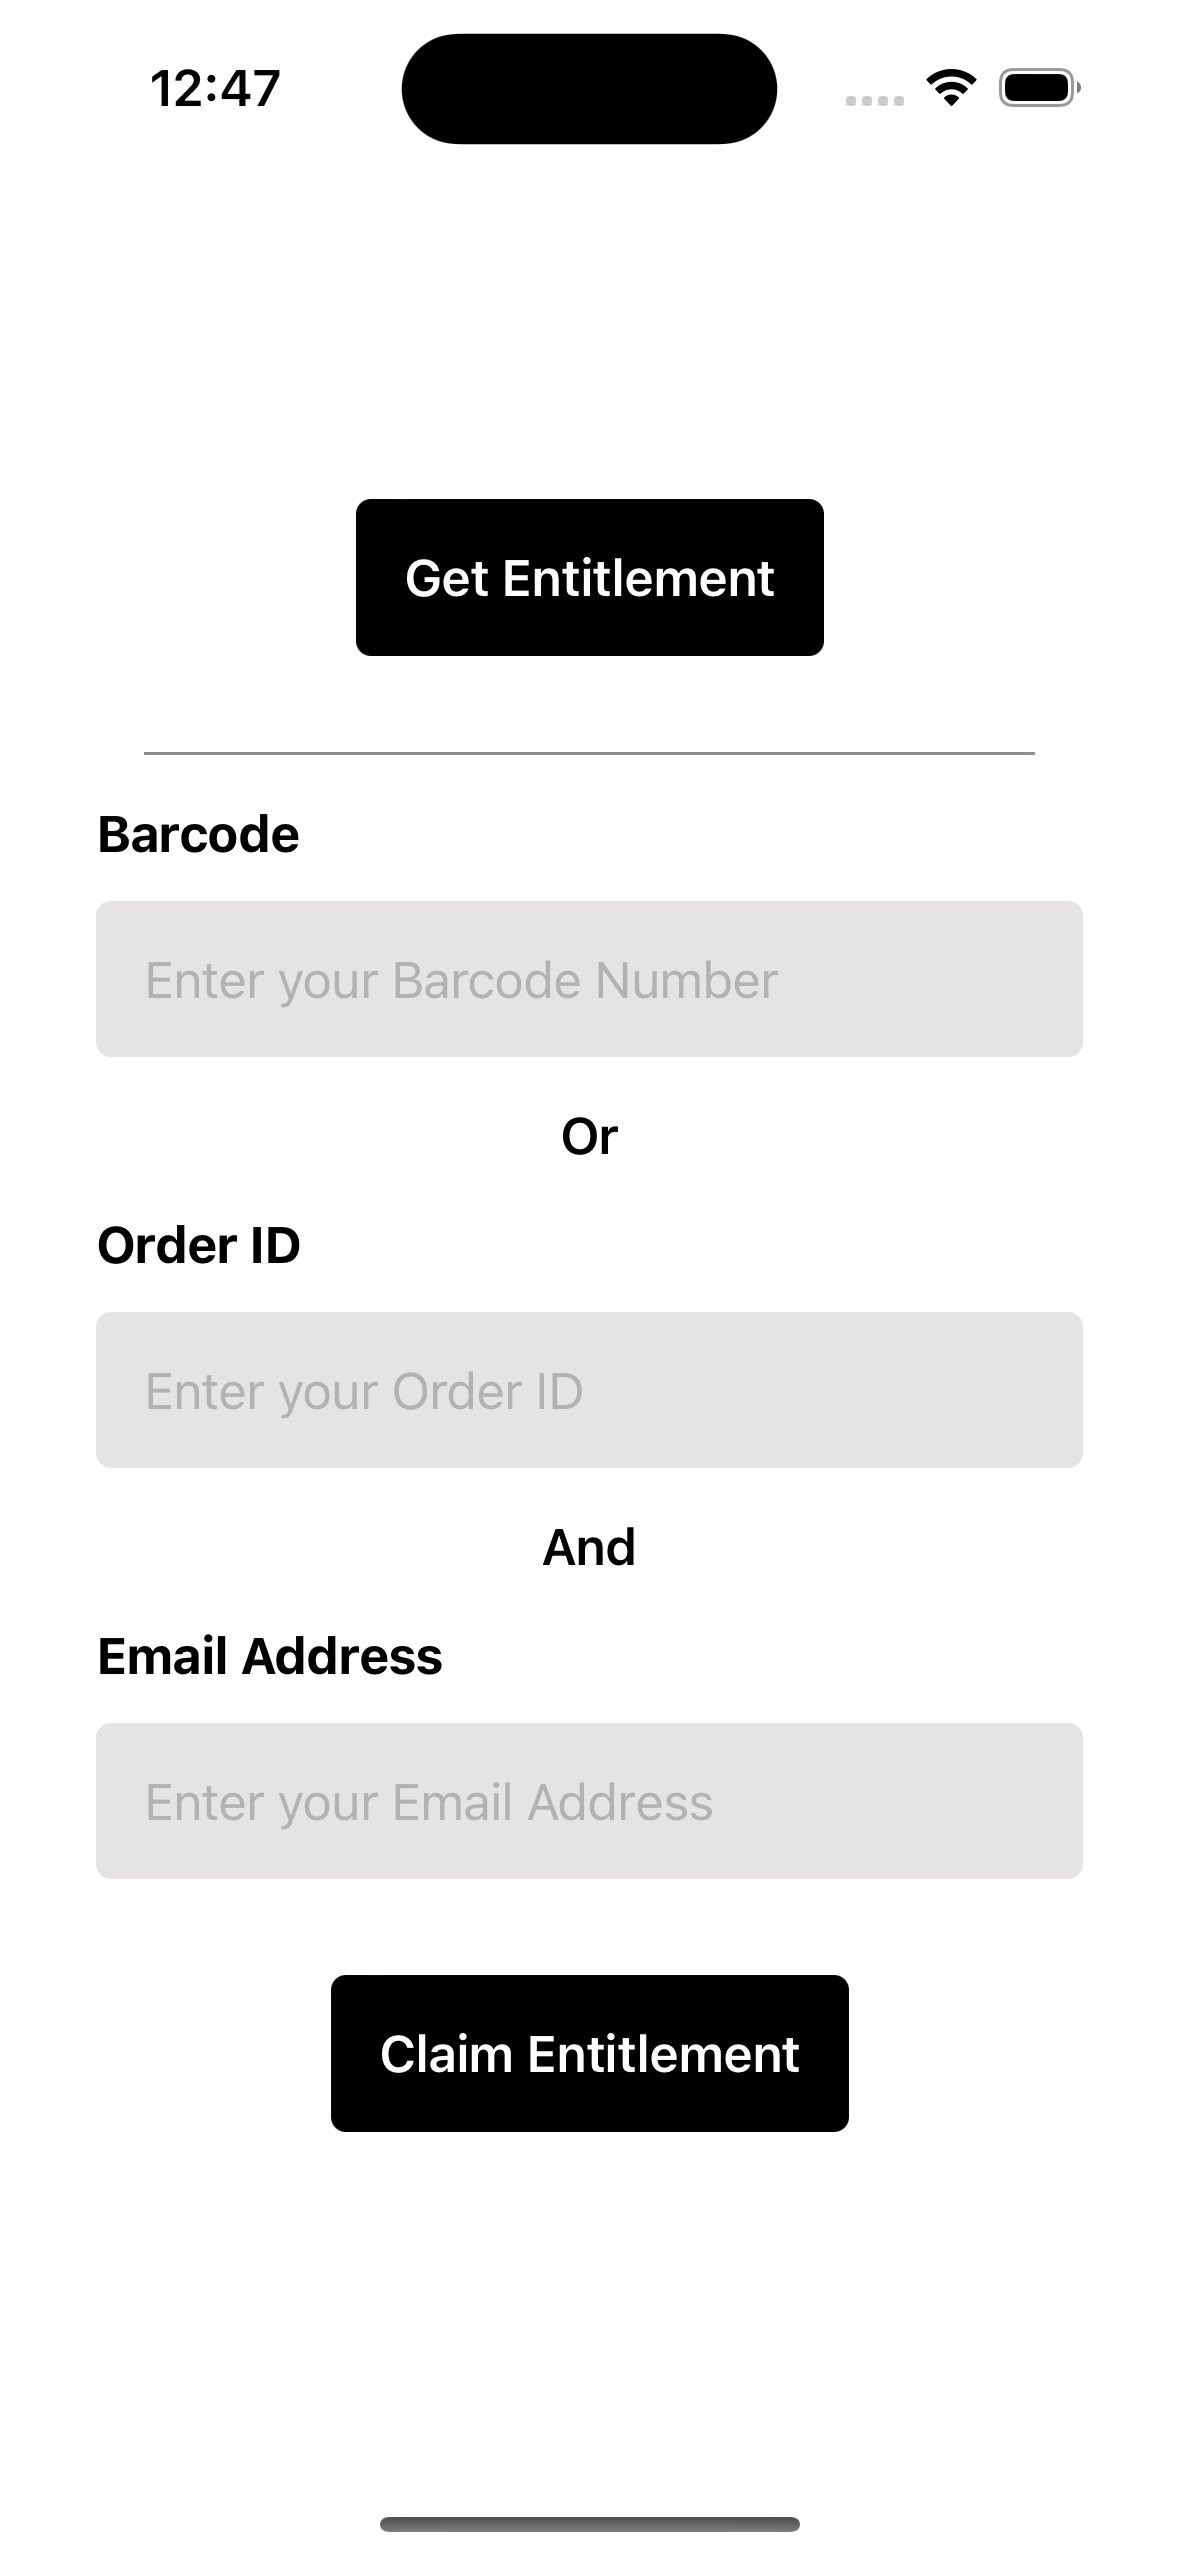 12:47
Get Entitlement
Barcode
Enter your Barcode Number
Or
Order ID
Enter your Order ID
And
Email Address
Enter your Email Address
Claim Entitlement